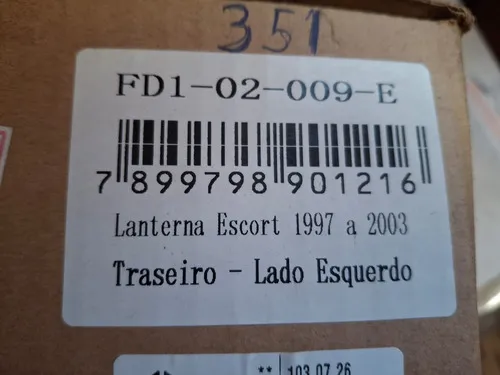 351
FD1-02-009-E
7 899798 901216
Lanterna Escort 1997 a 2003
Traseiro - Lado Esquerdo
** 103.07.26